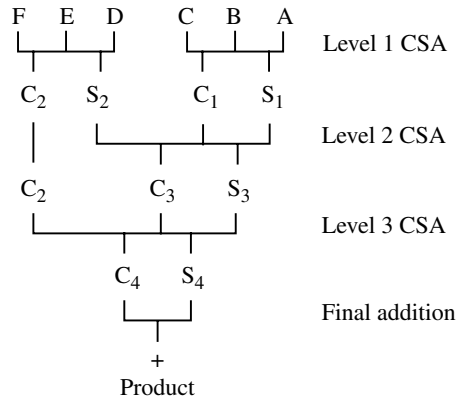 F E D C B A
Level 1 CSA
C2 S2 C1 S1
Level 2 CSA
C2 C3 S3
Level 3 CSA
C4 S4
Final addition
+
Product